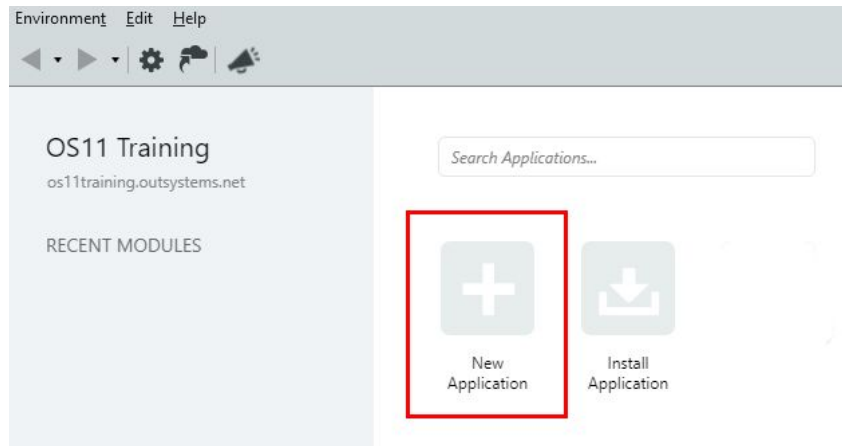 Environment Edit Help
OS11 Training
os11training.outsystems.net
RECENT MODULES
Search Applications...
New
Application
Install
Application